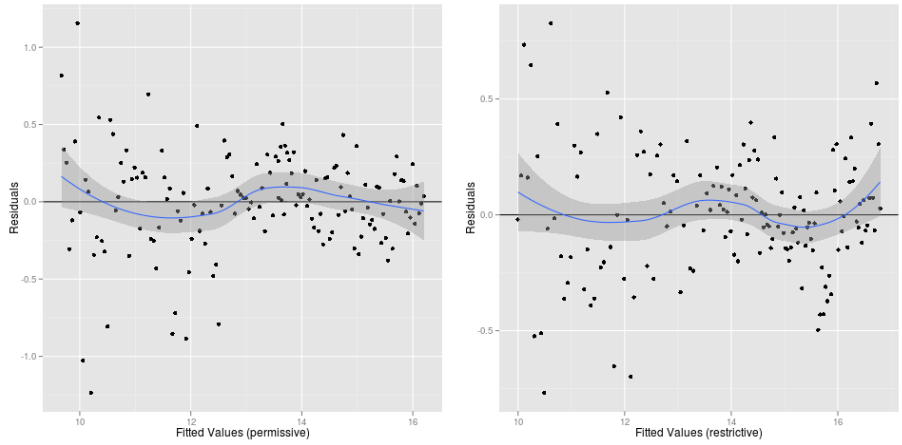 1.0
0.5
0.0
-0.5
-1.0
Residuals
10 12 14 16
Fitted Values (permissive)
0.5
0.0
-0.5
Residuals
10 12 14 16
Fitted Values (restrictive)